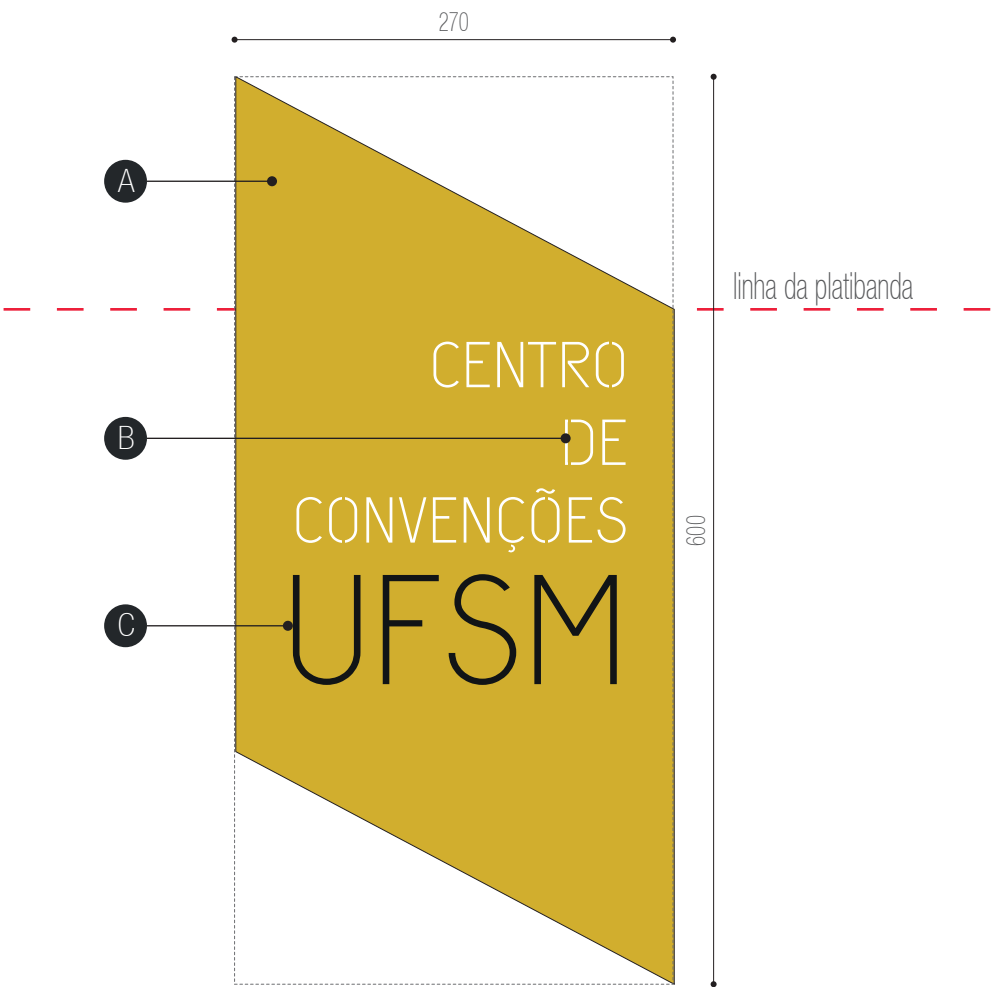 270
A
linha da platibanda
CENTRO
B
DE
CONVENÇÕES
600
C
UFSM